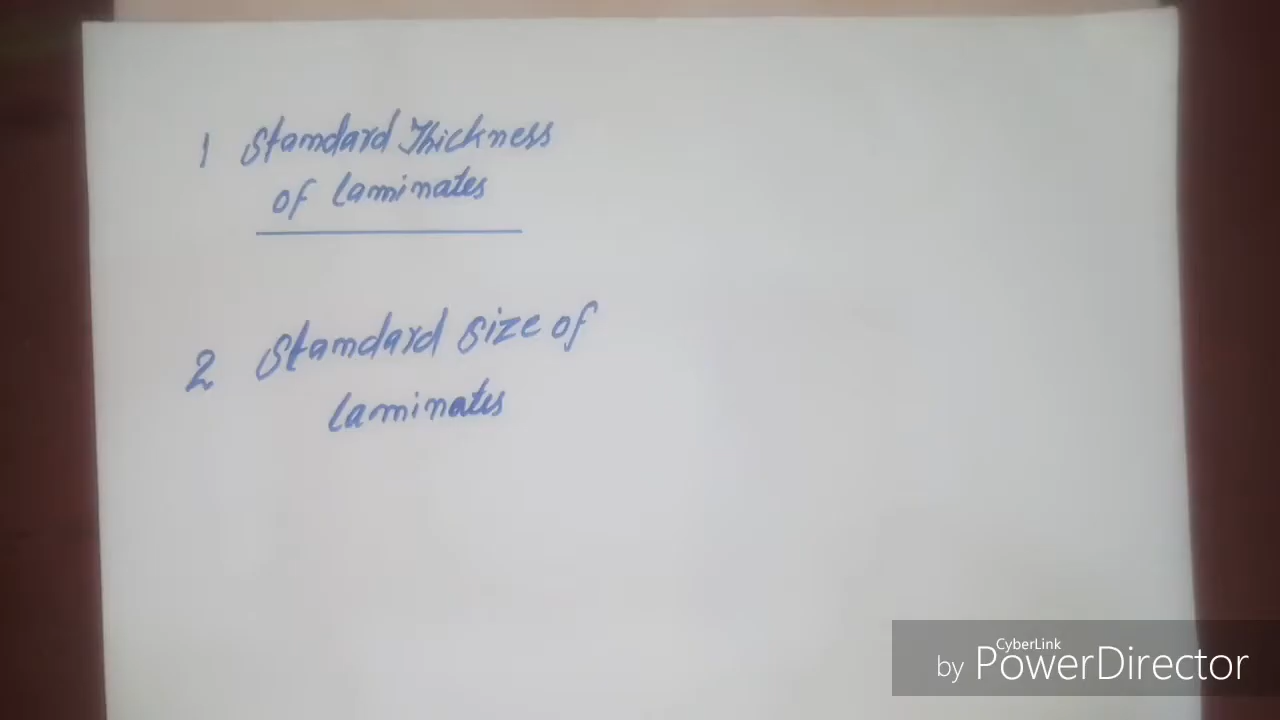 1 Standard Thickness
of Laminates
2 Standard Size of
Laminates
CyberLink
by PowerDirector